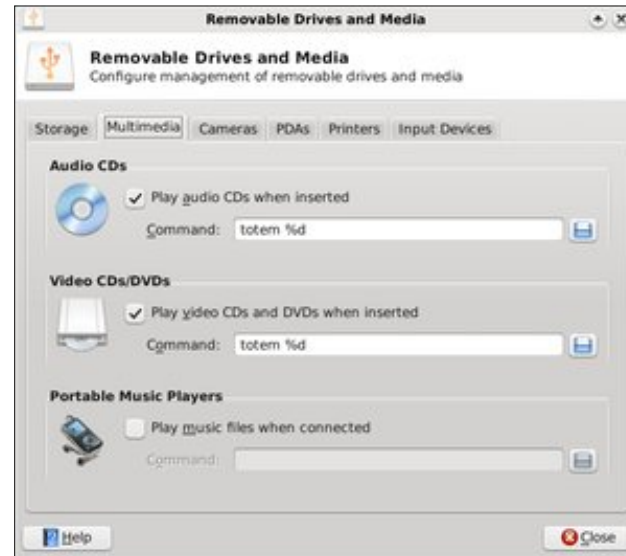 Removable Drives and Media
Removable Drives and Media
Configure management of removable drives and media
Storage Multimedia Cameras PDAs Printers Input Devices
Audio CDs
Play audio CDs when inserted
Command: totem %d
Video CDs/DVDs
Play video CDs and DVDs when inserted
Command: totem %d
Portable Music Players
Play music files when connected
Command:
Help Close